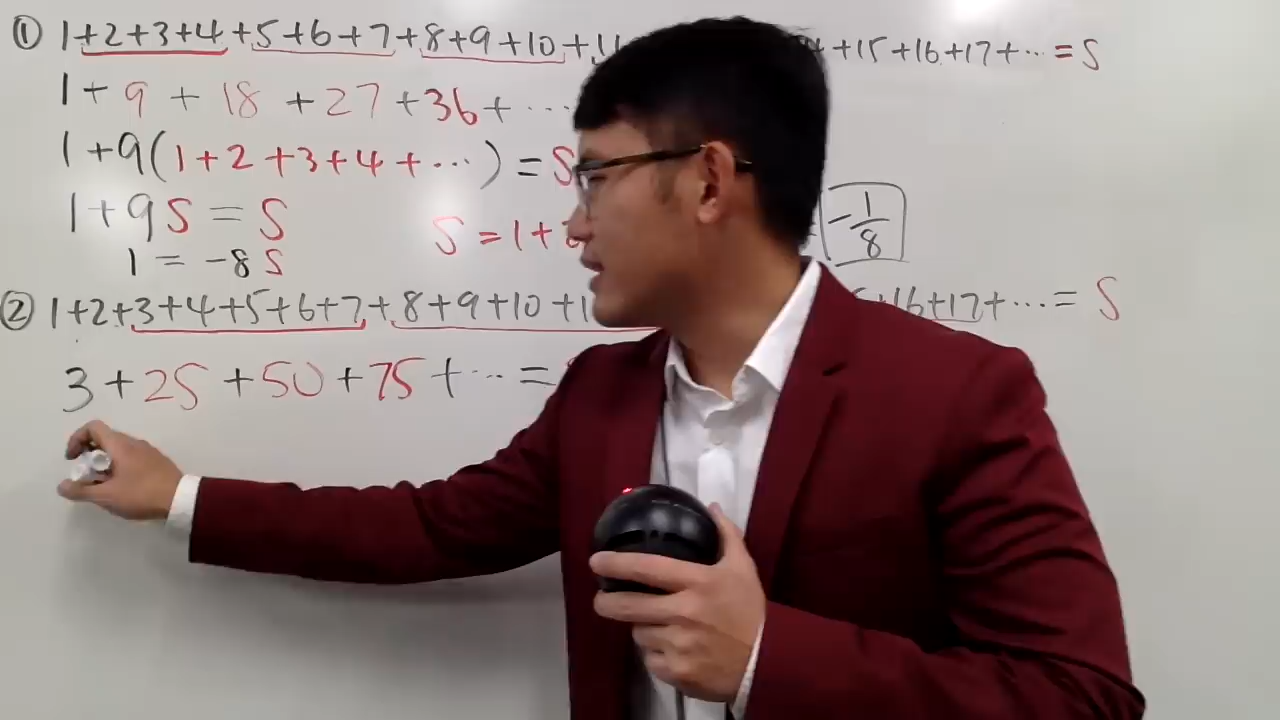 ① 1+2+3+4+5+6+7+8+9+10+ +15+16+17+⋯=S
1+9+18+27+36+⋯
1+9(1+2+3+4+⋯)=S
1+9S=S
S=1+
-1/8
1=-8S
② 1+2+3+4+5+6+7+8+9+10+ +16+17+⋯=S
3+25+50+75+⋯=